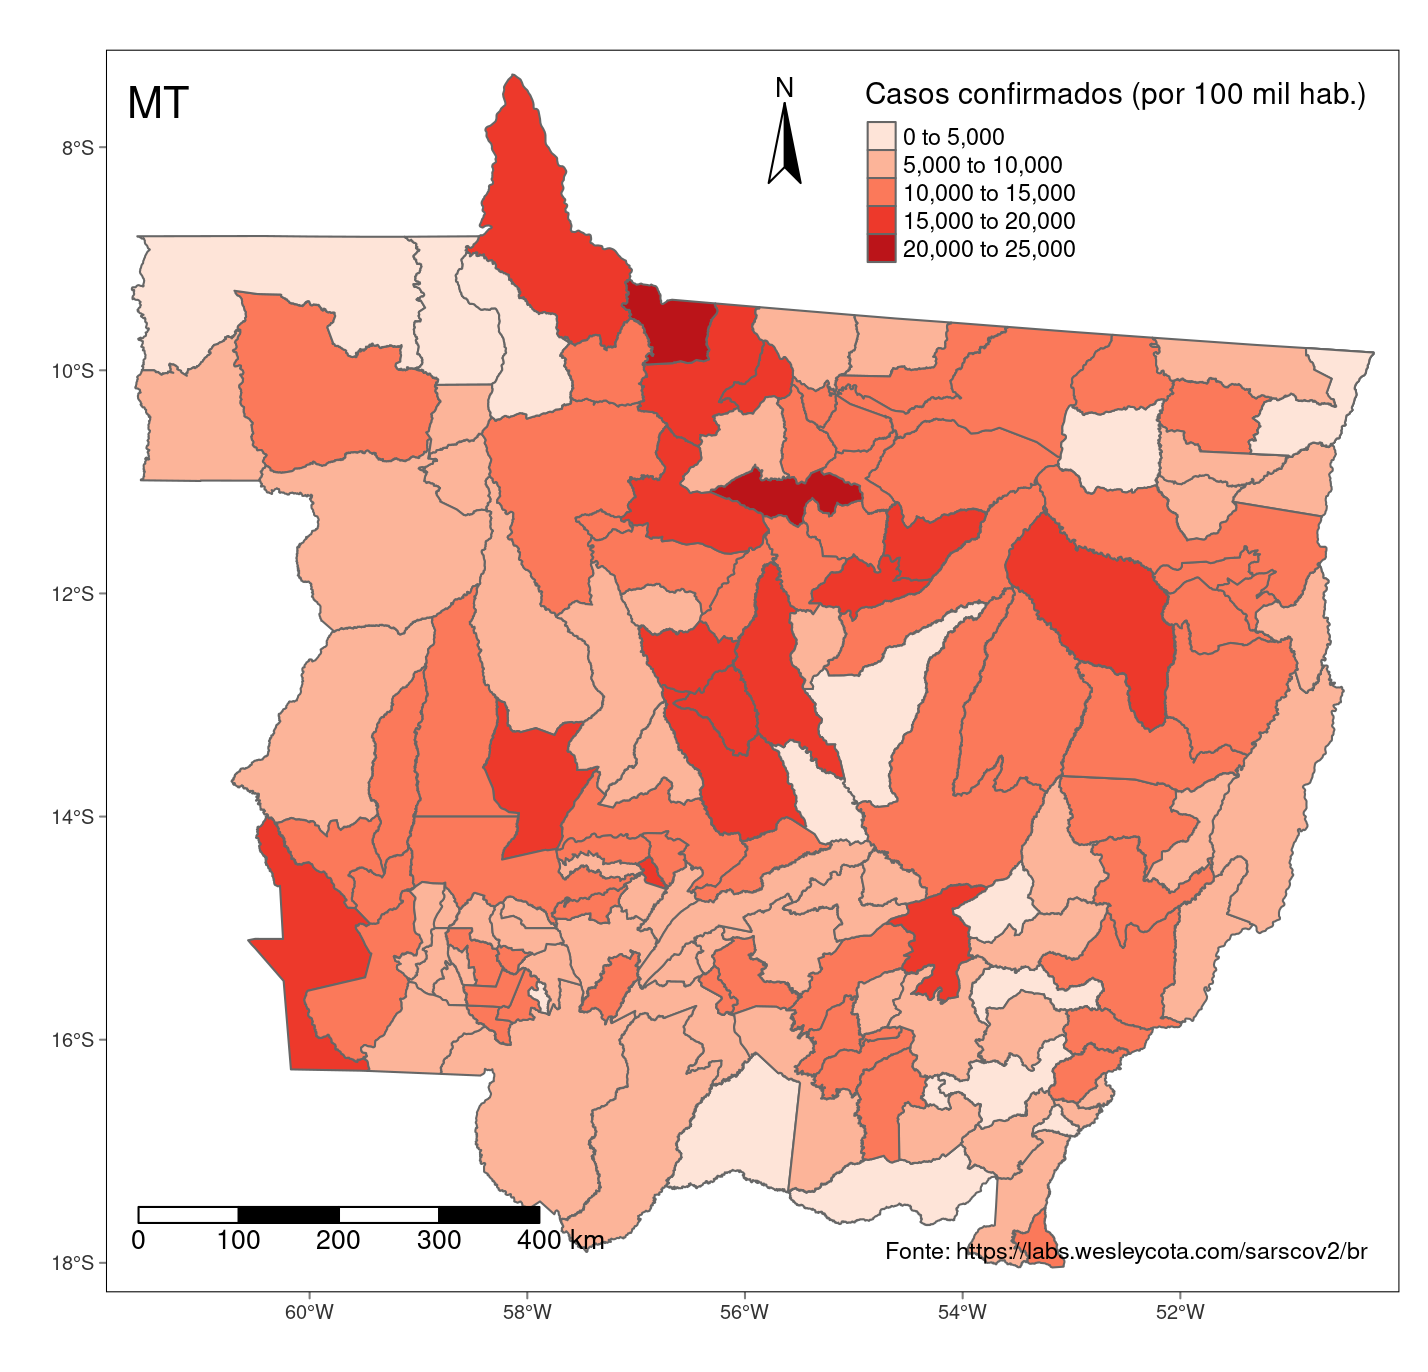 MT
N
Casos confirmados (por 100 mil hab.)
0 to 5,000
5,000 to 10,000
10,000 to 15,000
15,000 to 20,000
20,000 to 25,000
8°S
10°S
12°S
14°S
16°S
18°S
0 100 200 300 400 km
Fonte: https://labs.wesleycota.com/sarscov2/br
60°W 58°W 56°W 54°W 52°W